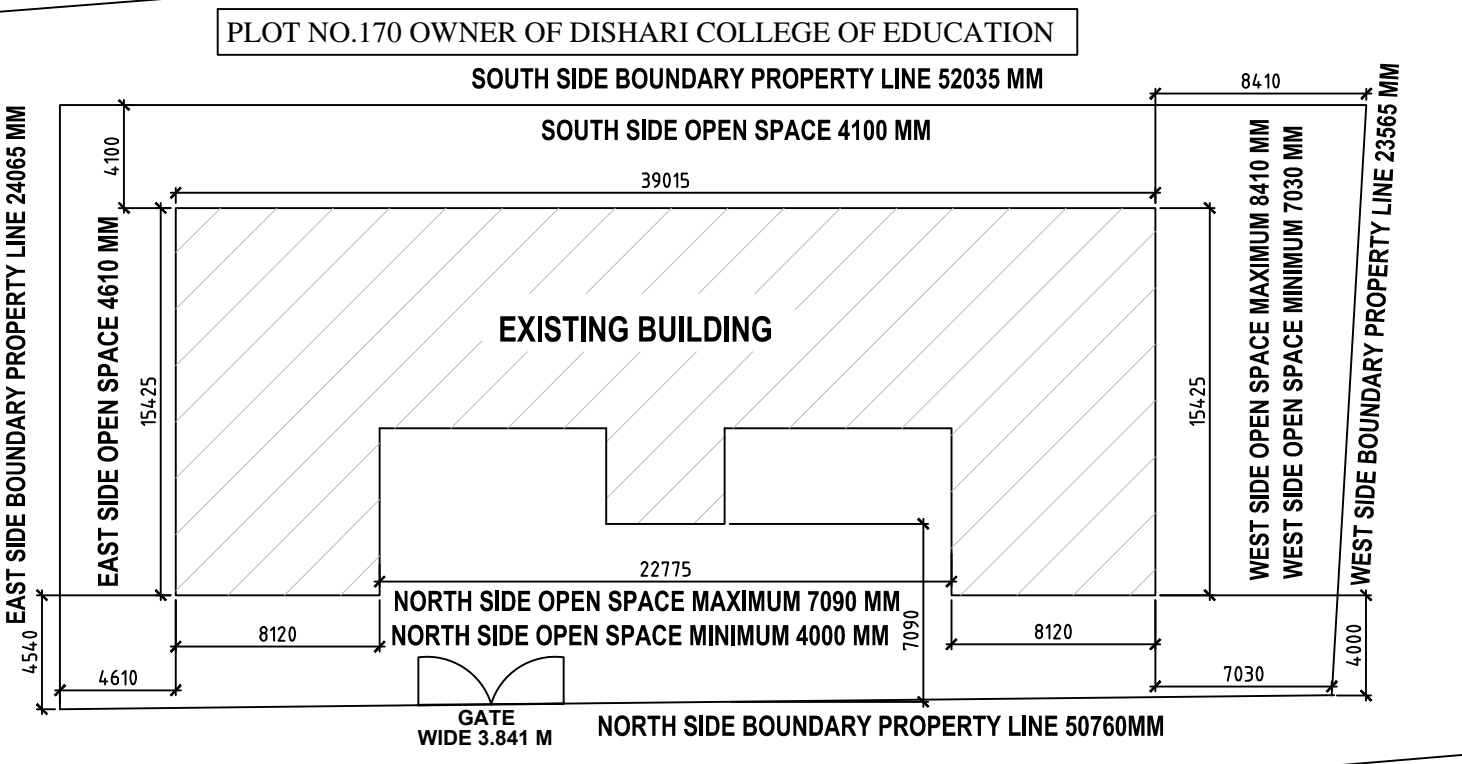 PLOT NO.170 OWNER OF DISHARI COLLEGE OF EDUCATION
SOUTH SIDE BOUNDARY PROPERTY LINE 52035 MM
8410
SOUTH SIDE OPEN SPACE 4100 MM
4100
39015
EAST SIDE BOUNDARY PROPERTY LINE 24065 MM
EAST SIDE OPEN SPACE 4610 MM
15425
EXISTING BUILDING
15425
WEST SIDE OPEN SPACE MAXIMUM 8410 MM
WEST SIDE OPEN SPACE MINIMUM 7030 MM
WEST SIDE BOUNDARY PROPERTY LINE 23565 MM
22775
NORTH SIDE OPEN SPACE MAXIMUM 7090 MM
NORTH SIDE OPEN SPACE MINIMUM 4000 MM
7090
8120
8120
4540
4610
7030
4000
GATE
WIDE 3.841 M
NORTH SIDE BOUNDARY PROPERTY LINE 50760MM